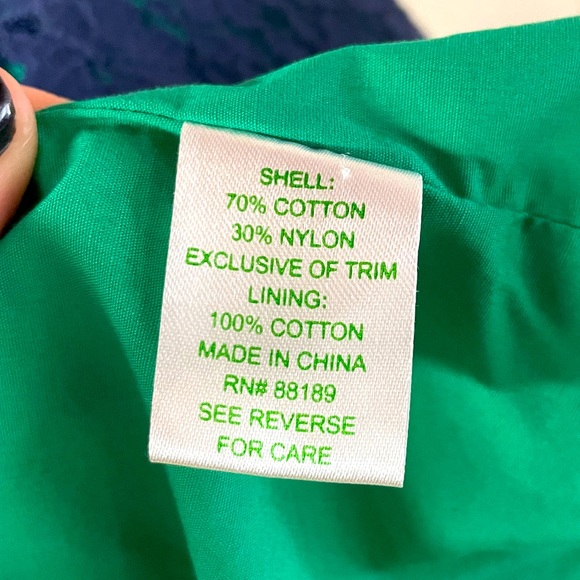 SHELL:
70% COTTON
30% NYLON
EXCLUSIVE OF TRIM
LINING:
100% COTTON
MADE IN CHINA
RN# 88189
SEE REVERSE
FOR CARE